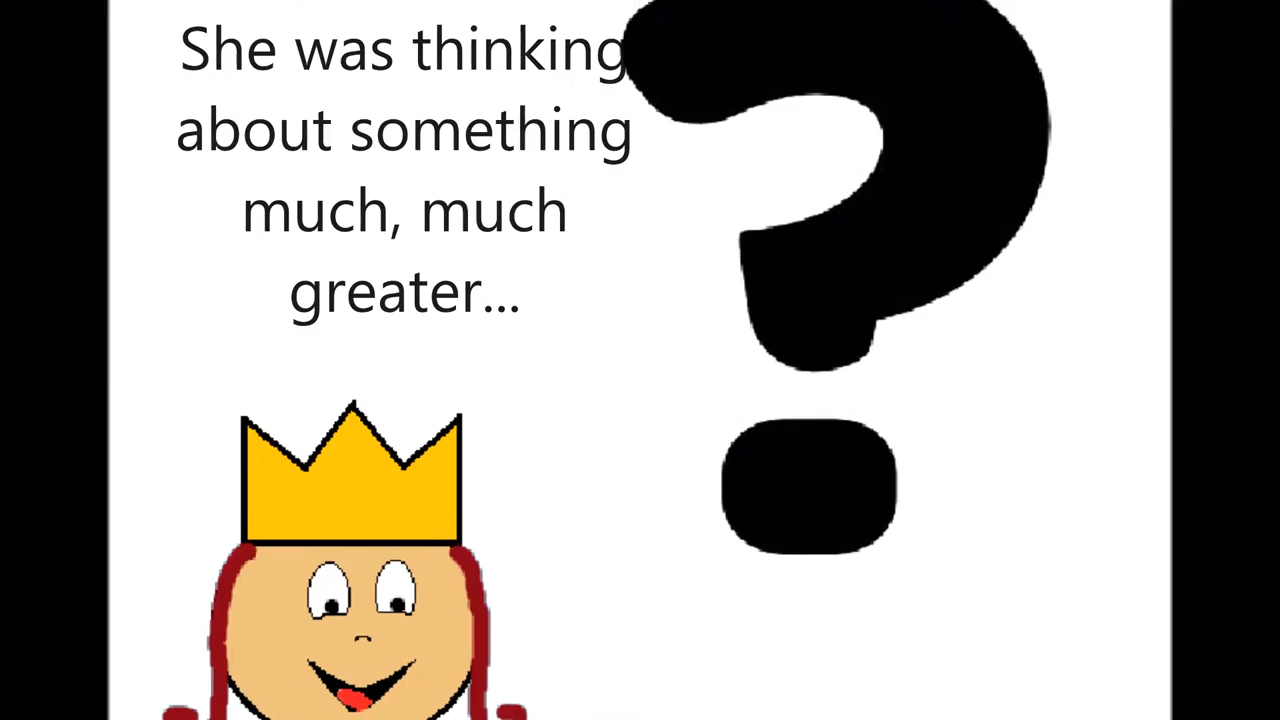 She was thinking
about something
much, much
greater...
?